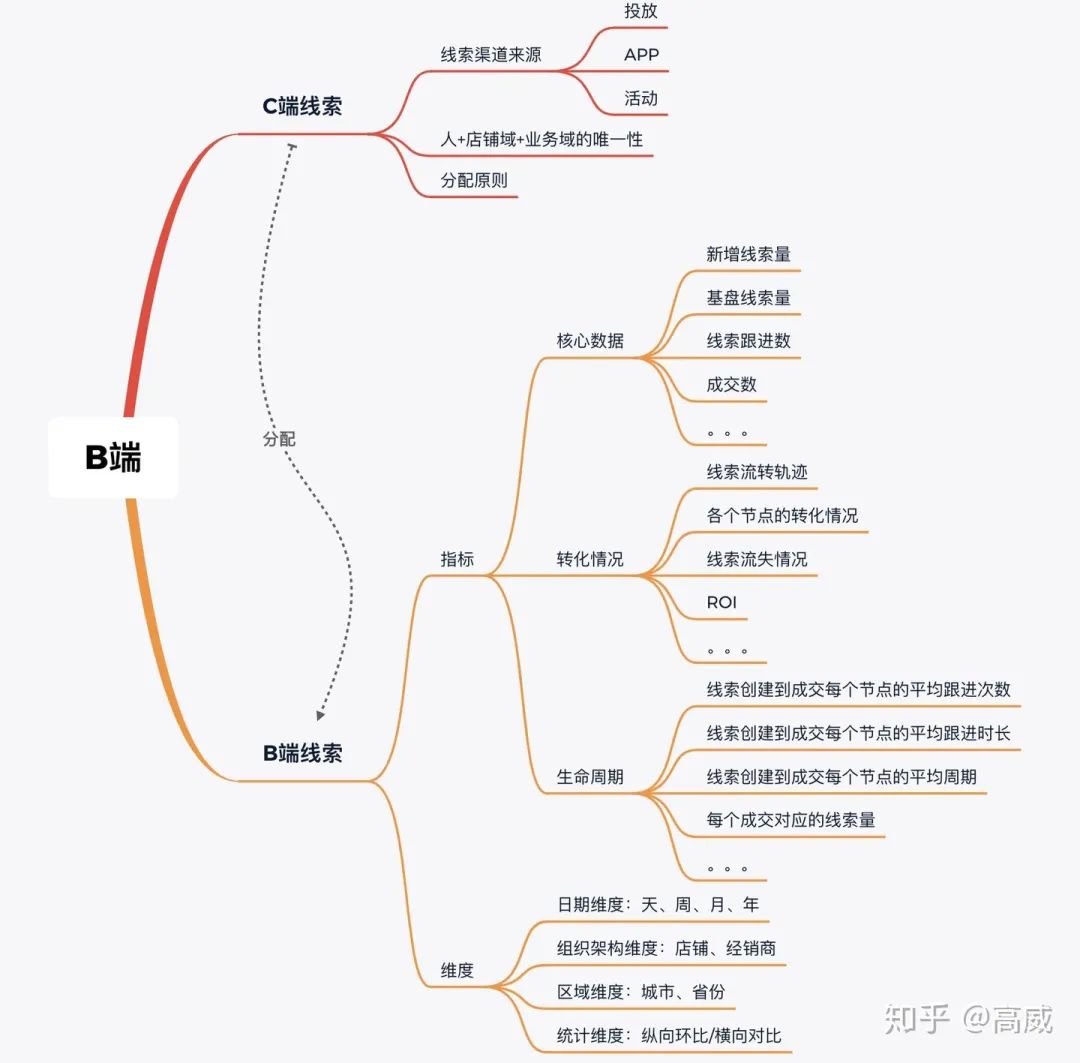 投放
线索渠道来源
APP
活动
C端线索
人+店铺域+业务域的唯一性
分配原则
新增线索量
基盘线索量
核心数据
线索跟进数
成交数
。。。
B端
分配
线索流转轨迹
各个节点的转化情况
指标
转化情况
线索流失情况
ROI
。。。
线索创建到成交每个节点的平均跟进次数
线索创建到成交每个节点的平均跟进时长
B端线索
生命周期
线索创建到成交每个节点的平均周期
每个成交对应的线索量
。。。
日期维度：天、周、月、年
组织架构维度：店铺、经销商
维度
区域维度：城市、省份
统计维度：纵向环比/横向对比
知乎 @高威